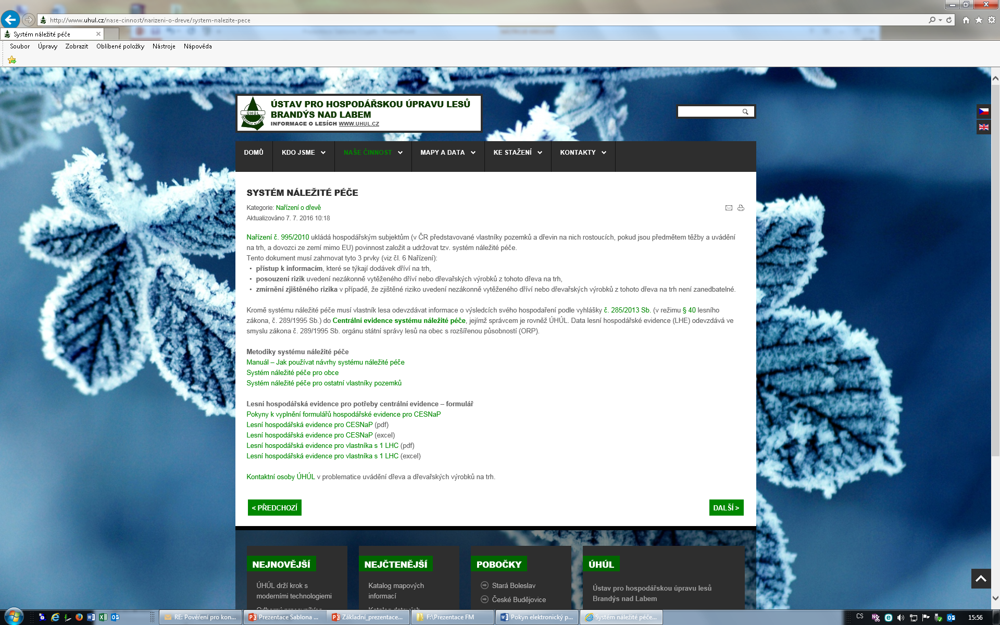 http://www.uhul.cz/nase-cinnost/narizeni-o-dreve/system-nalezite-pece
Systém náležité péče
Soubor Úpravy Zobrazit Oblíbené položky Nástroje Nápověda
ÚSTAV PRO HOSPODÁŘSKOU ÚPRAVU LESŮ
BRANDÝS NAD LABEM
INFORMACE O LESÍCH WWW.UHUL.CZ
ÚHÚL
DOMŮ KDO JSME NAŠE ČINNOST MAPY A DATA KE STAŽENÍ KONTAKTY
SYSTÉM NÁLEŽITÉ PÉČE
Kategorie: Nařízení o dřevě
Aktualizováno 7. 7. 2016 10:18
Nařízení č. 995/2010 ukládá hospodářským subjektům (v ČR představované vlastníky pozemků a dřevin na nich rostoucích, pokud jsou předmětem těžby a uvádění
na trh, a dovozci ze zemí mimo EU) povinnost založit a udržovat tzv. systém náležité péče.
Tento dokument musí zahrnovat tyto 3 prvky (viz čl. 6 Nařízení):
• přístup k informacím, které se týkají dodávek dříví na trh,
• posouzení rizik uvedení nezákonně vytěženého dříví nebo dřevařských výrobků z tohoto dřeva na trh,
• zmírnění zjištěného rizika v případě, že zjištěné riziko uvedení nezákonně vytěženého dříví nebo dřevařských výrobků z tohoto dřeva na trh není zanedbatelné.
Kromě systému náležité péče musí vlastník lesa odevzdávat informace o výsledcích svého hospodaření podle vyhlášky č. 285/2013 Sb. (v režimu § 40 lesního
zákona, č. 289/1995 Sb.) do Centrální evidence systému náležité péče, jejímž správcem je rovněž ÚHÚL. Data lesní hospodářské evidence (LHE) odevzdává ve
smyslu zákona č. 289/1995 Sb. orgánu státní správy lesů na obec s rozšířenou působností (ORP).
Metodiky systému náležité péče
Manuál – Jak používat návrhy systému náležité péče
Systém náležité péče pro obce
Systém náležité péče pro ostatní vlastníky pozemků
Lesní hospodářská evidence pro potřeby centrální evidence – formulář
Pokyny k vyplnění formulářů hospodářské evidence pro CESNaP
Lesní hospodářská evidence pro CESNaP (pdf)
Lesní hospodářská evidence pro CESNaP (excel)
Lesní hospodářská evidence pro vlastníka s 1 LHC (pdf)
Lesní hospodářská evidence pro vlastníka s 1 LHC (excel)
Kontaktní osoby ÚHÚL v problematice uvádění dřeva a dřevařských výrobků na trh.
< PŘEDCHOZÍ DALŠÍ >
NEJNOVĚJŠÍ NEJČTENĚJŠÍ POBOČKY ÚHÚL
ÚHÚL drží krok s
moderními technologiemi
Katalog mapových
informací
Stará Boleslav
České Budějovice
Ústav pro hospodářskou úpravu lesů
Brandýs nad Labem
RE: Pověření pro kon... Prezentace Sablona ... Základní_prezentace... F:\Prezentace FM Pokyn elektronický p... Systém náležité péče... CS 15:56